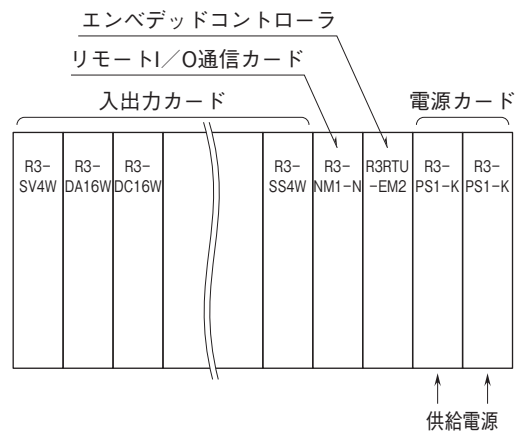 エンベデッドコントローラ
リモートI／O通信カード
入出力カード
電源カード
R3−
SV4W
R3−
DA16W
R3−
DC16W
R3−
SS4W
R3−
NM1−N
R3RTU
−EM2
R3−
PS1−K
R3−
PS1−K
供給電源